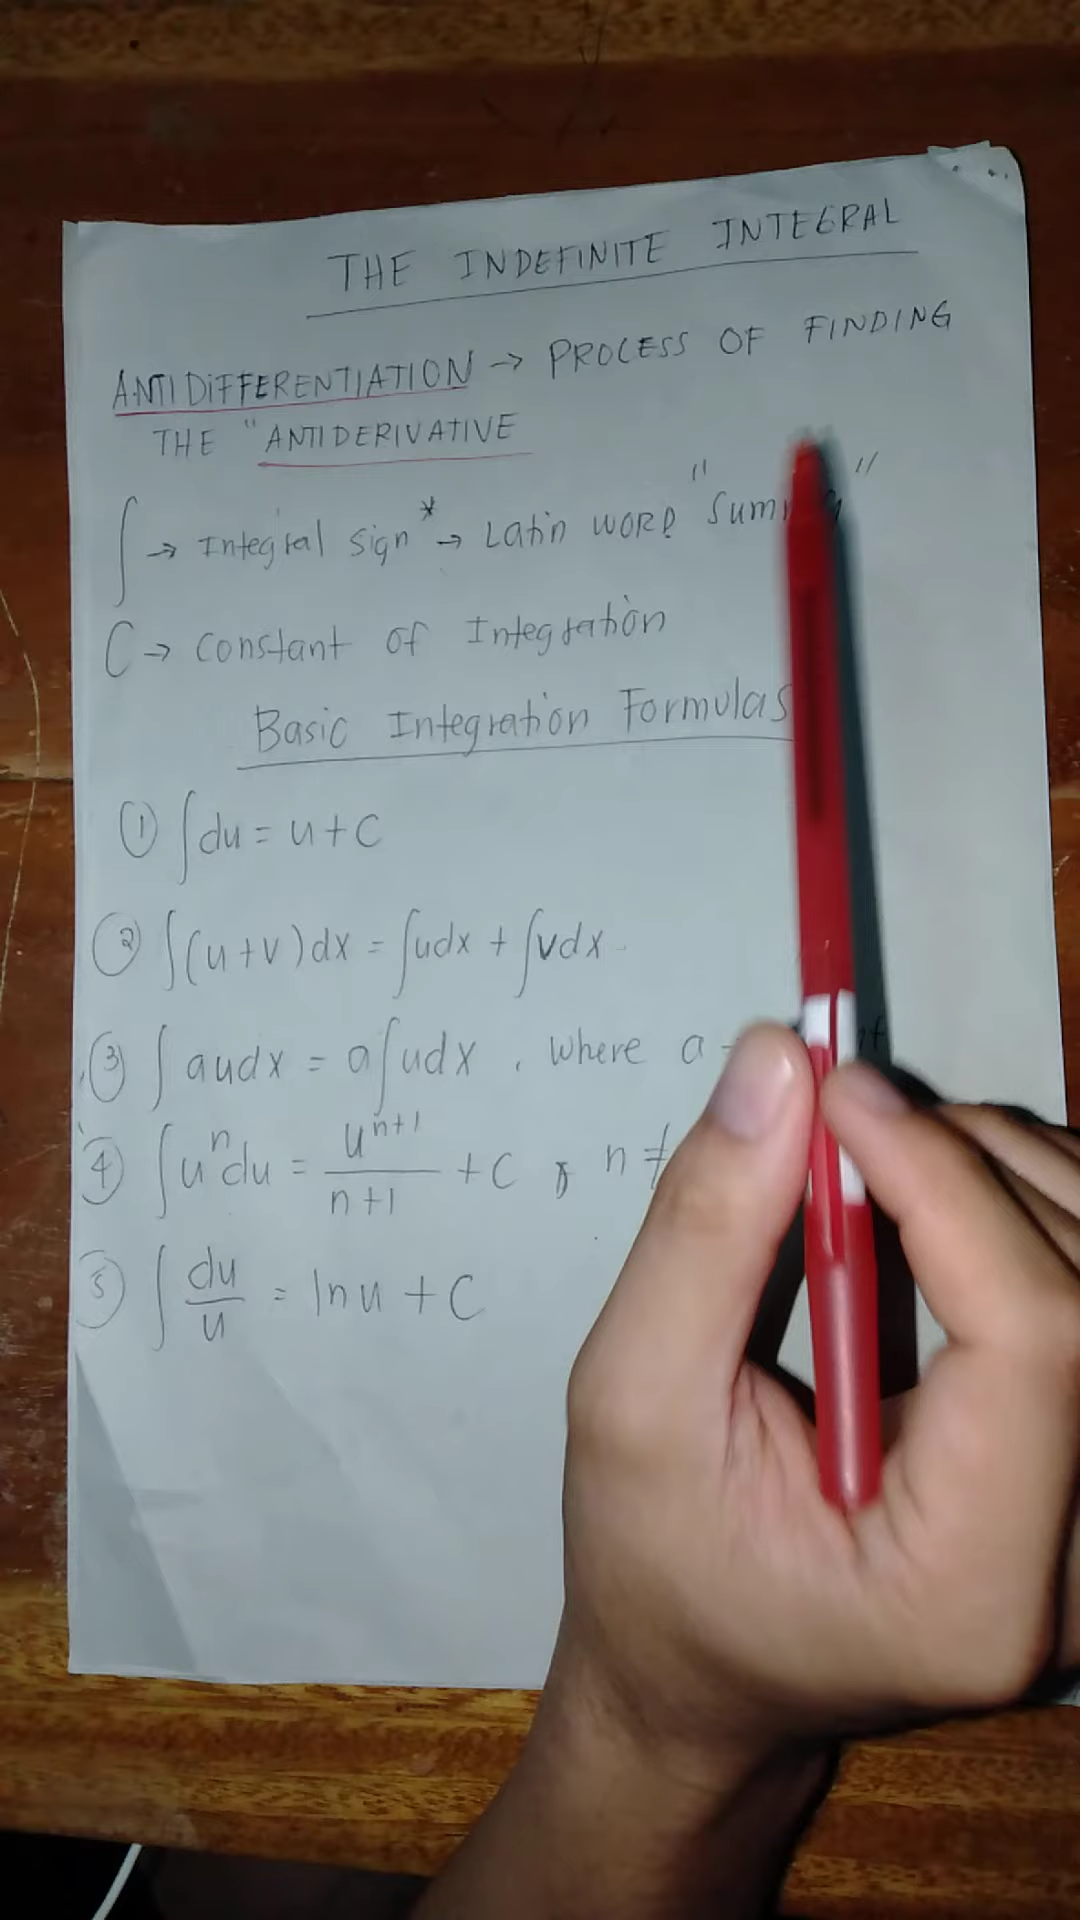 THE INDEFINITE INTEGRAL
ANTIDIFFERENTIATION → PROCESS OF FINDING
THE "ANTIDERIVATIVE
∫ → Integral sign* → Latin WORD "
C → constant of Integration
Basic Integration Formulas
① ∫du = u + C
② ∫(u+v)dx = ∫udx + ∫vdx
③ ∫audx = a∫udx , where a
④ ∫uⁿdu = uⁿ⁺¹/n+1 + C , n ≠
⑤ ∫du/u = ln u + C